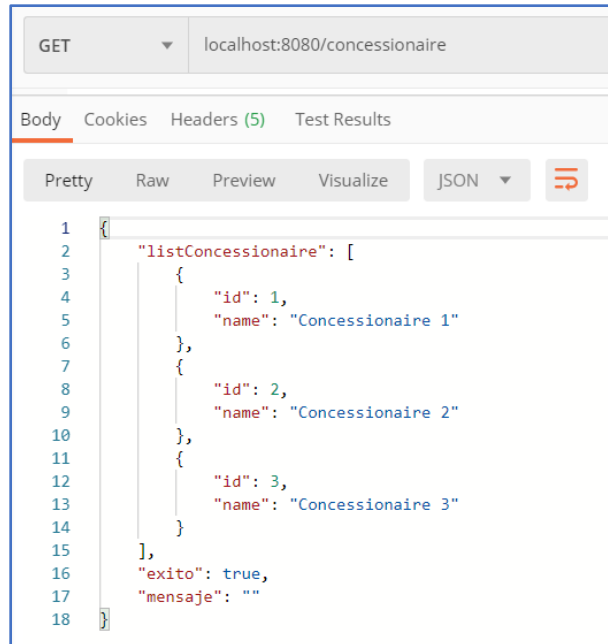 GET localhost:8080/concessionaire
Body Cookies Headers (5) Test Results
Pretty Raw Preview Visualize JSON
1 {
2 "listConcessionaire": [
3 {
4 "id": 1,
5 "name": "Concessionaire 1"
6 },
7 {
8 "id": 2,
9 "name": "Concessionaire 2"
10 },
11 {
12 "id": 3,
13 "name": "Concessionaire 3"
14 }
15 ],
16 "exito": true,
17 "mensaje": ""
18 }